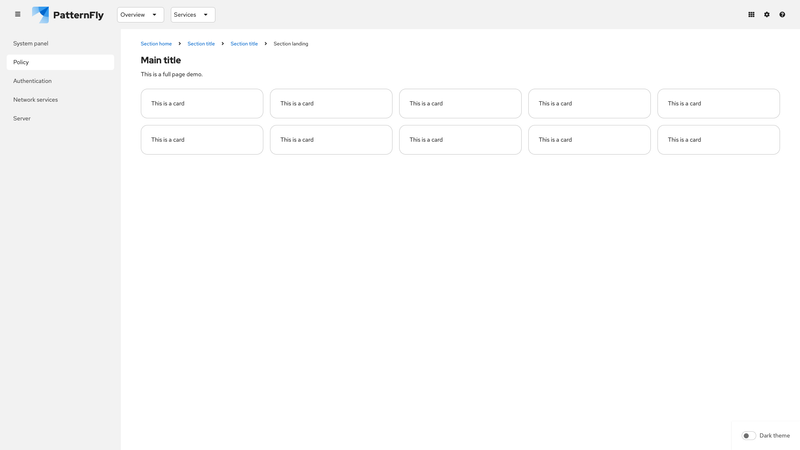 PatternFly
Overview
Services
System panel
Policy
Authentication
Network services
Server
Section home
Section title
Section title
Section landing
Main title
This is a full page demo.
This is a card
This is a card
This is a card
This is a card
This is a card
This is a card
This is a card
This is a card
This is a card
This is a card
Dark theme